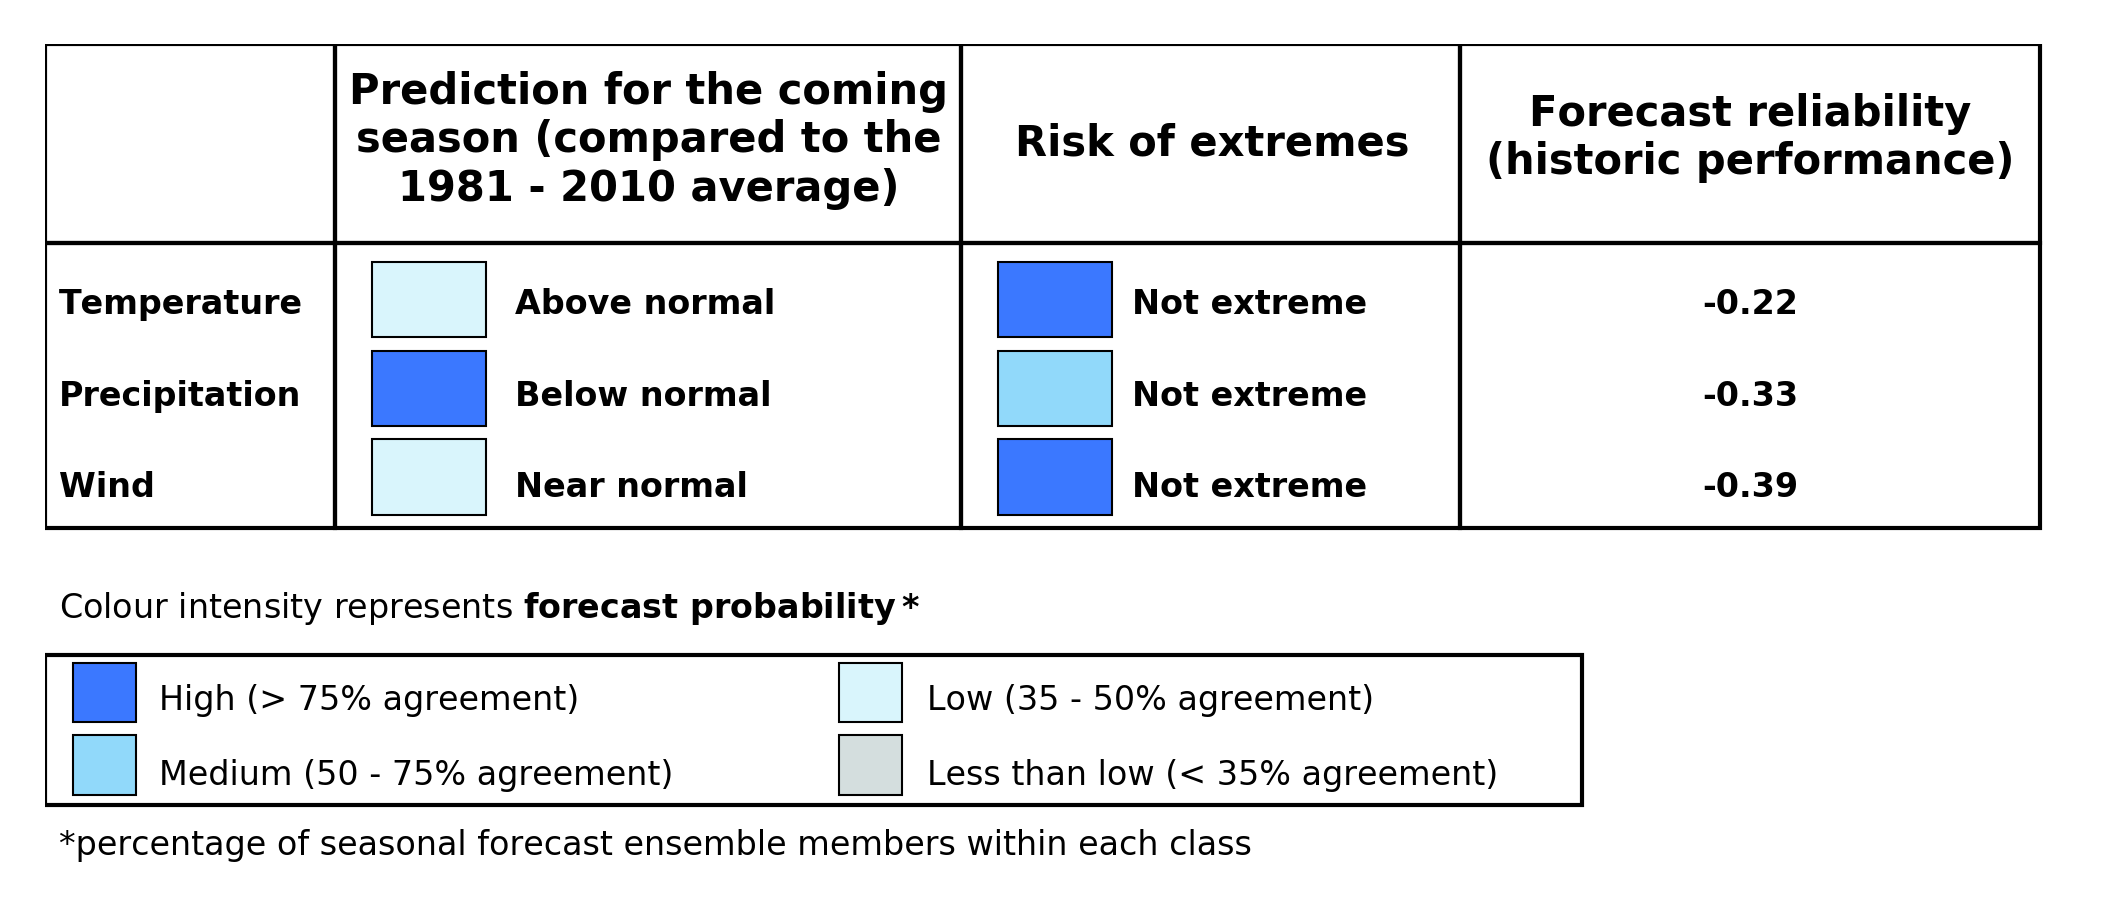 Prediction for the coming
season (compared to the
1981 - 2010 average)
Risk of extremes
Forecast reliability
(historic performance)
Temperature Above normal Not extreme -0.22
Precipitation Below normal Not extreme -0.33
Wind Near normal Not extreme -0.39
Colour intensity represents forecast probability*
High (> 75% agreement) Low (35 - 50% agreement)
Medium (50 - 75% agreement) Less than low (< 35% agreement)
*percentage of seasonal forecast ensemble members within each class